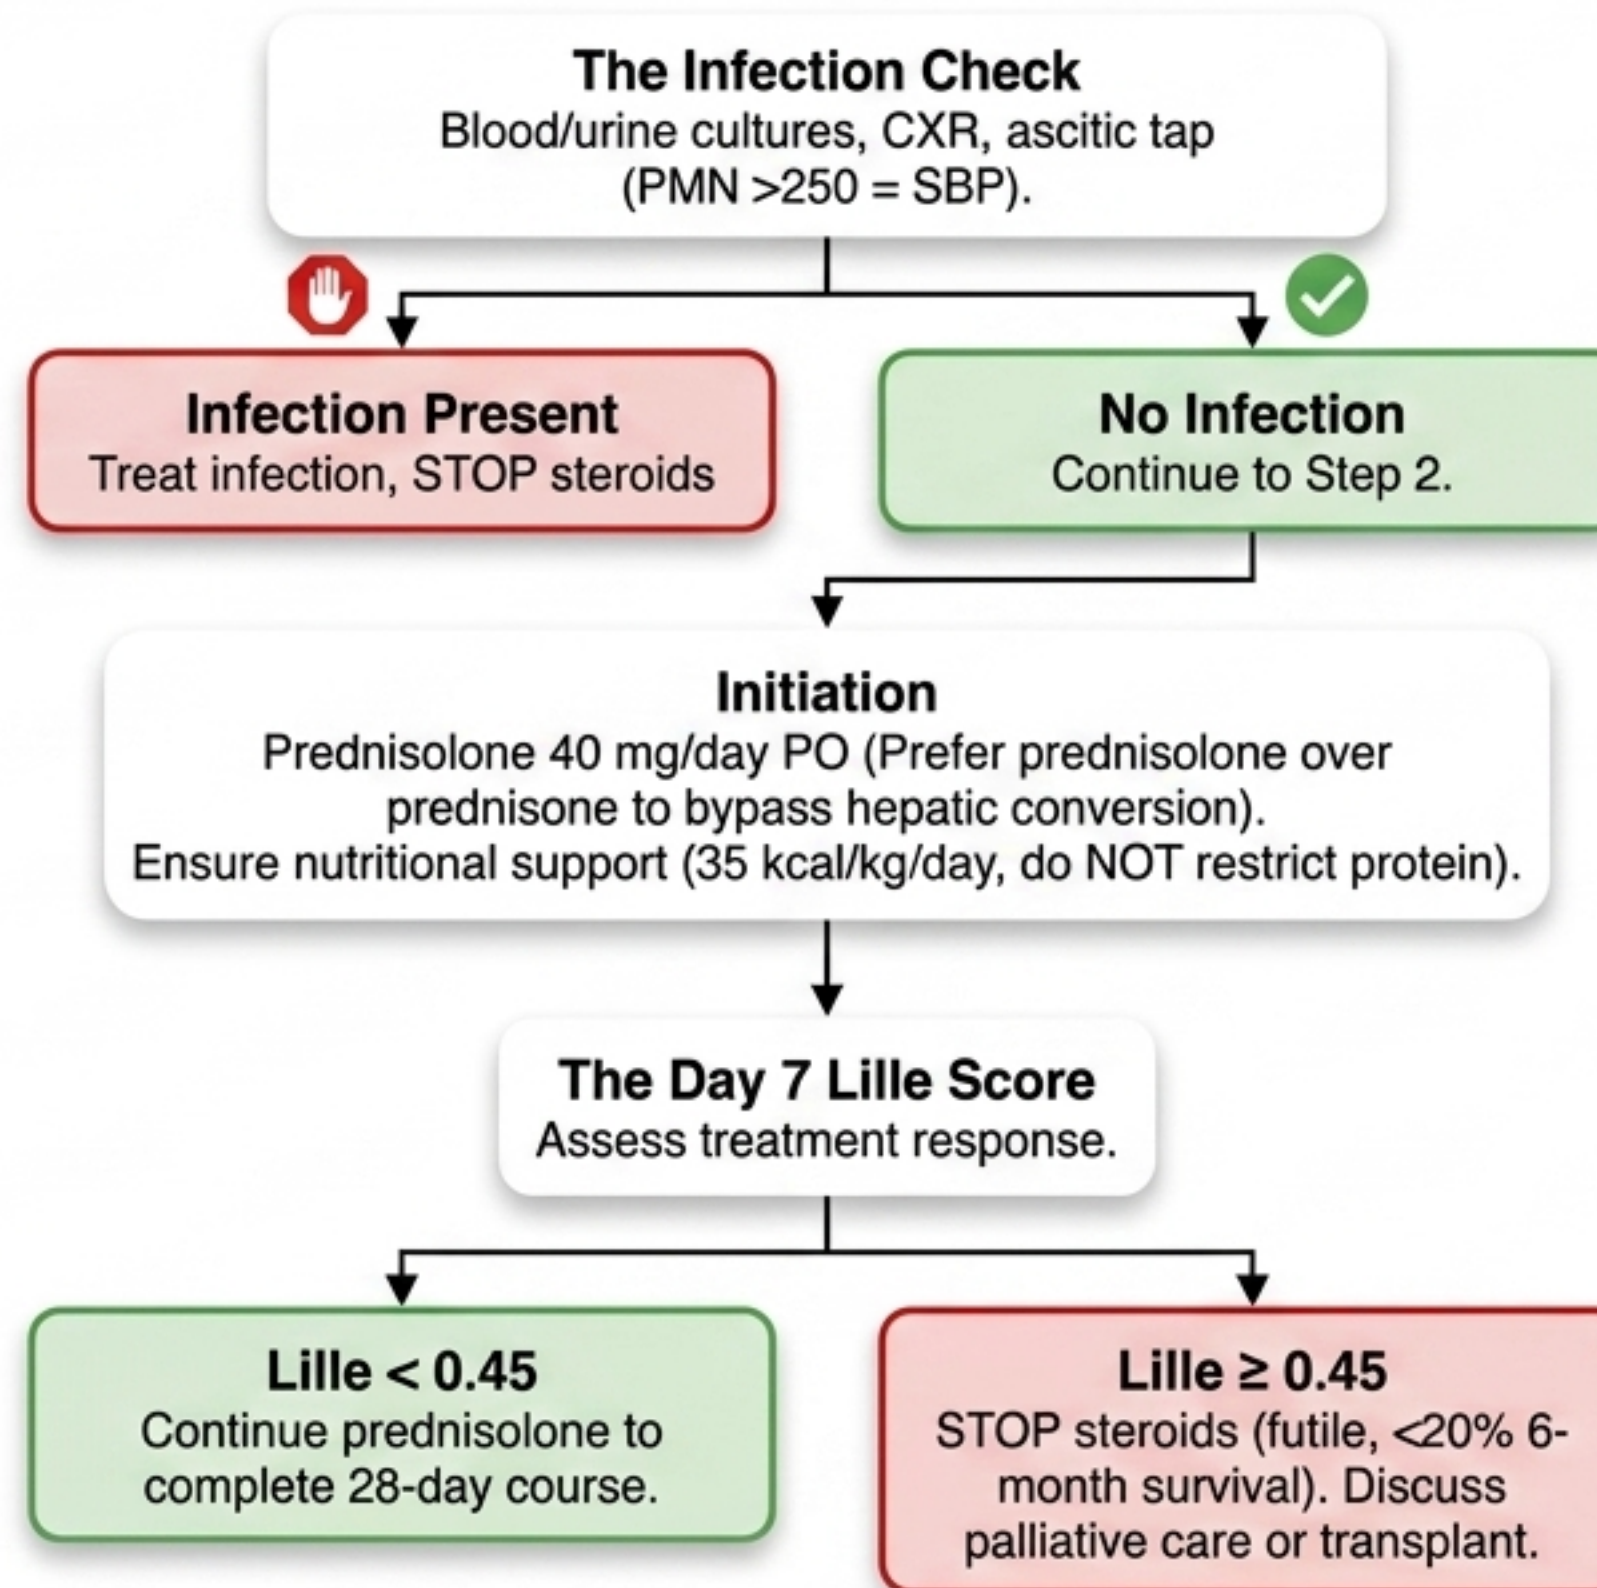 The Infection Check
Blood/urine cultures, CXR, ascitic tap
(PMN >250 = SBP).
Infection Present
Treat infection, STOP steroids
No Infection
Continue to Step 2.
Initiation
Prednisolone 40 mg/day PO (Prefer prednisolone over
prednisone to bypass hepatic conversion).
Ensure nutritional support (35 kcal/kg/day, do NOT restrict protein).
The Day 7 Lille Score
Assess treatment response.
Lille < 0.45
Continue prednisolone to
complete 28-day course.
Lille ≥ 0.45
STOP steroids (futile, <20% 6-
month survival). Discuss
palliative care or transplant.